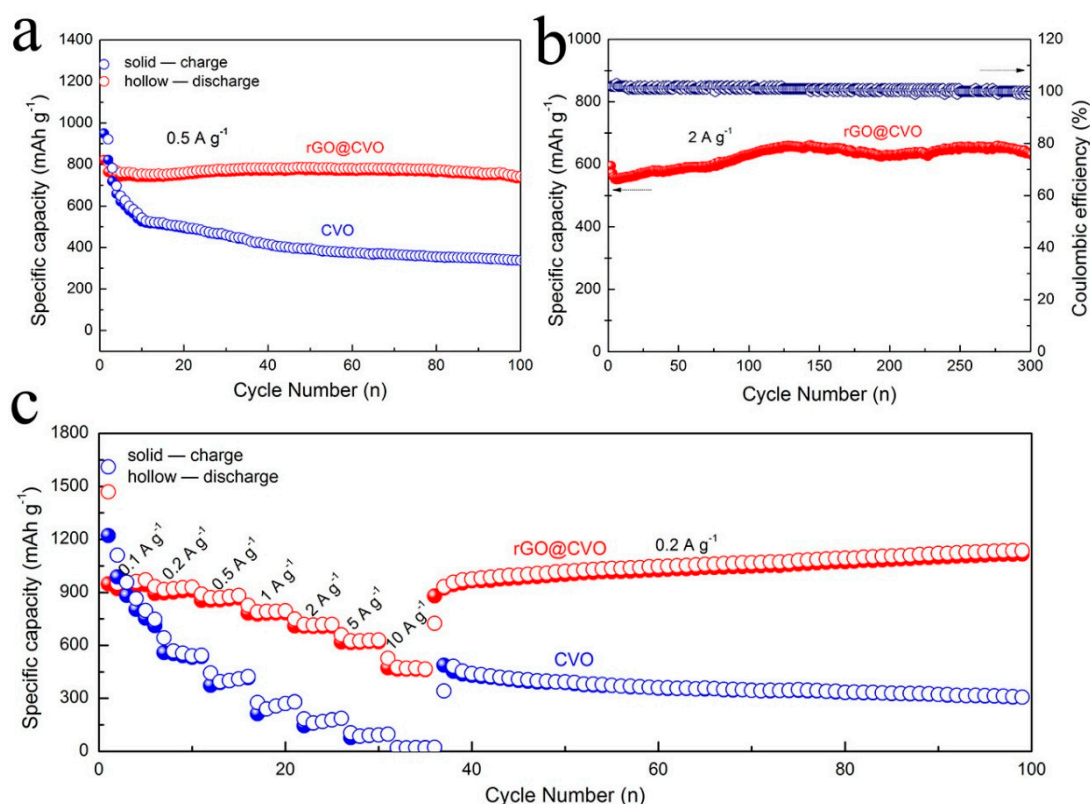 a
1400
1200
1000
800
600
400
200
0
Specific capacity (mAh g⁻¹)
solid — charge
hollow — discharge
0.5 A g⁻¹
rGO@CVO
CVO
0 20 40 60 80 100
Cycle Number (n)
b
1000
800
600
400
200
0
Specific capacity (mAh g⁻¹)
2 A g⁻¹
rGO@CVO
120
100
80
60
40
20
0
Coulombic efficiency (%)
0 50 100 150 200 250 300
Cycle Number (n)
c
1800
1500
1200
900
600
300
0
Specific capacity (mAh g⁻¹)
solid — charge
hollow — discharge
0.1 A g⁻¹
0.2 A g⁻¹
0.5 A g⁻¹
1 A g⁻¹
2 A g⁻¹
5 A g⁻¹
10 A g⁻¹
rGO@CVO
0.2 A g⁻¹
CVO
0 20 40 60 80 100
Cycle Number (n)